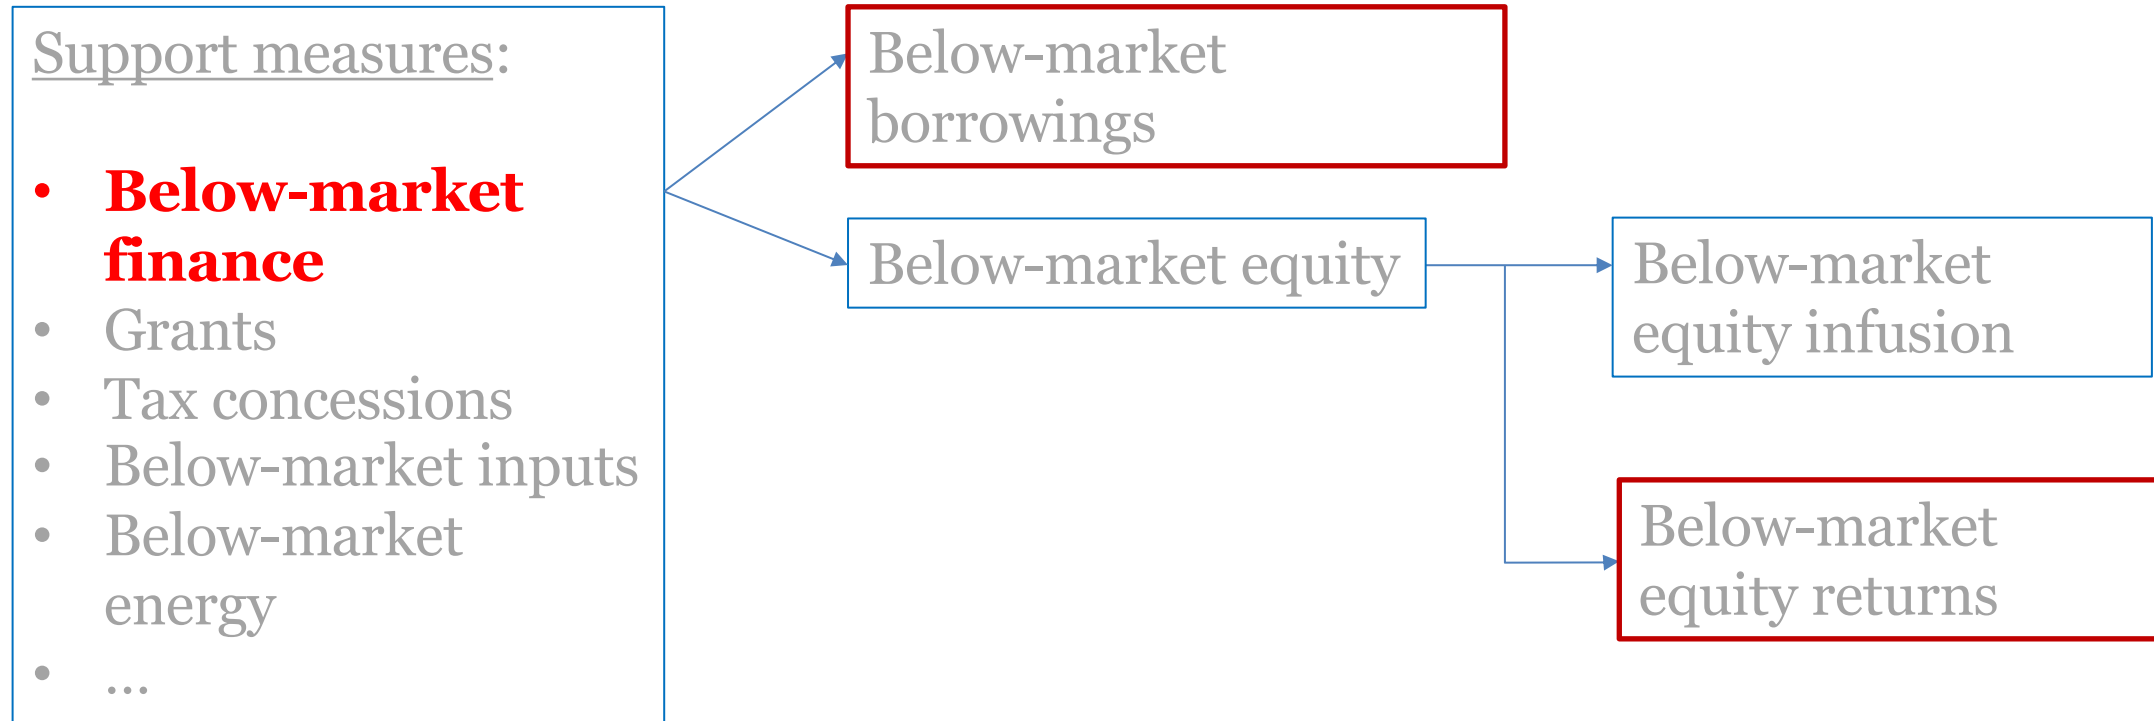 Support measures:
• Below-market
finance
• Grants
• Tax concessions
• Below-market inputs
• Below-market
energy
• ...
Below-market
borrowings
Below-market equity
Below-market
equity infusion
Below-market
equity returns